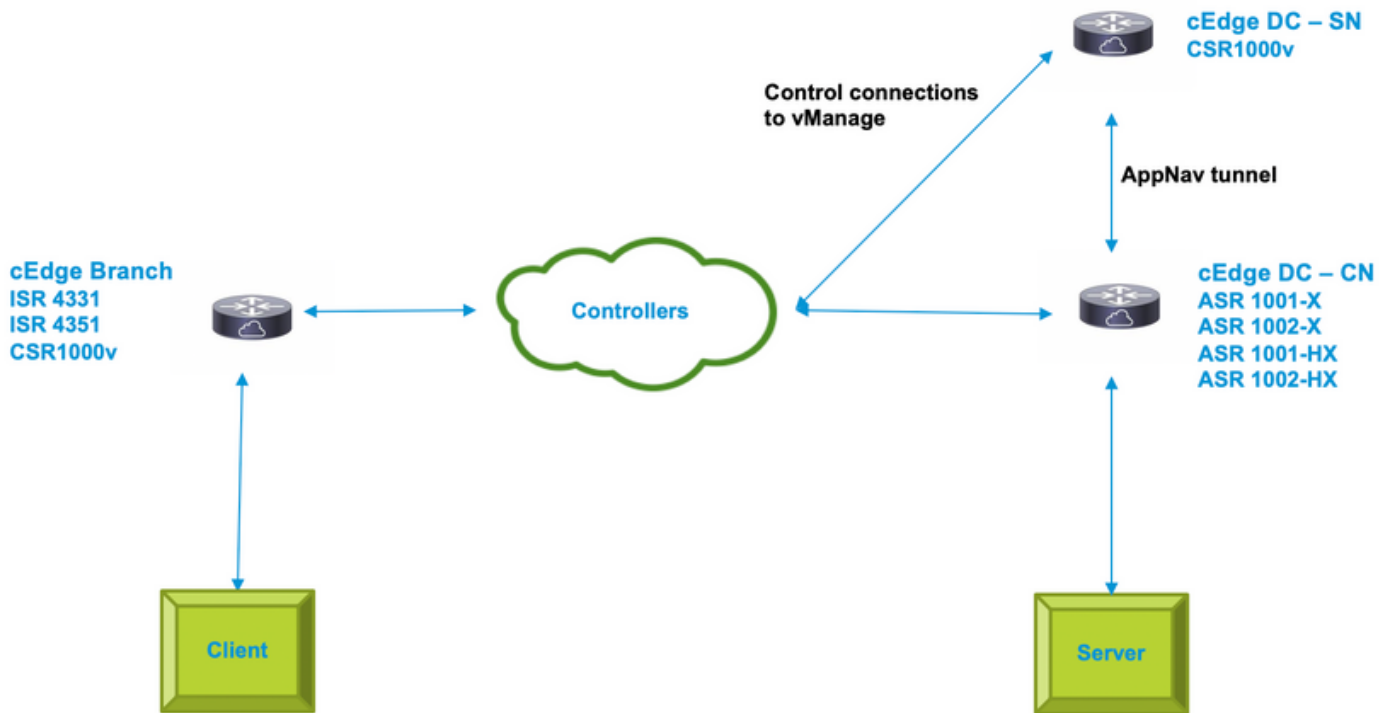 cEdge DC – SN
CSR1000v
Control connections
to vManage
AppNav tunnel
cEdge Branch
ISR 4331
ISR 4351
CSR1000v
Controllers
cEdge DC – CN
ASR 1001-X
ASR 1002-X
ASR 1001-HX
ASR 1002-HX
Client
Server